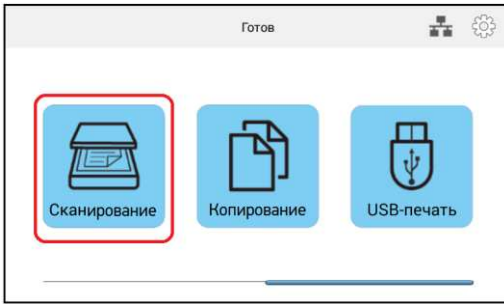 Готов
Сканирование
Копирование
USB-печать